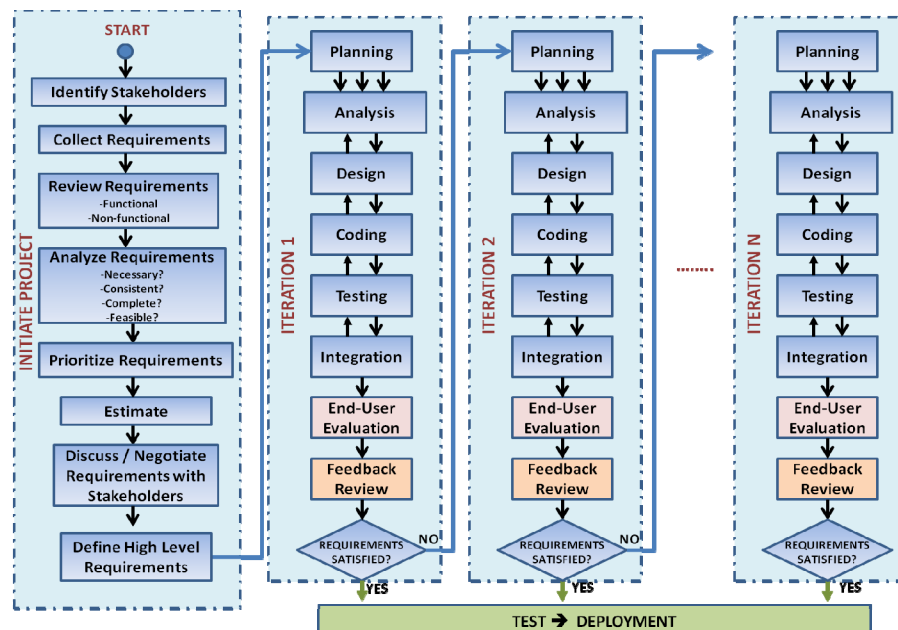 START
INITIATE PROJECT
Identify Stakeholders
Collect Requirements
Review Requirements
-Functional
-Non-functional
Analyze Requirements
-Necessary?
-Consistent?
-Complete?
-Feasible?
Prioritize Requirements
Estimate
Discuss / Negotiate
Requirements with
Stakeholders
Define High Level
Requirements
ITERATION 1
Planning
Analysis
Design
Coding
Testing
Integration
End-User
Evaluation
Feedback
Review
REQUIREMENTS
SATISFIED?
NO
YES
ITERATION 2
Planning
Analysis
Design
Coding
Testing
Integration
End-User
Evaluation
Feedback
Review
REQUIREMENTS
SATISFIED?
NO
YES
........
ITERATION N
Planning
Analysis
Design
Coding
Testing
Integration
End-User
Evaluation
Feedback
Review
REQUIREMENTS
SATISFIED?
YES
TEST → DEPLOYMENT